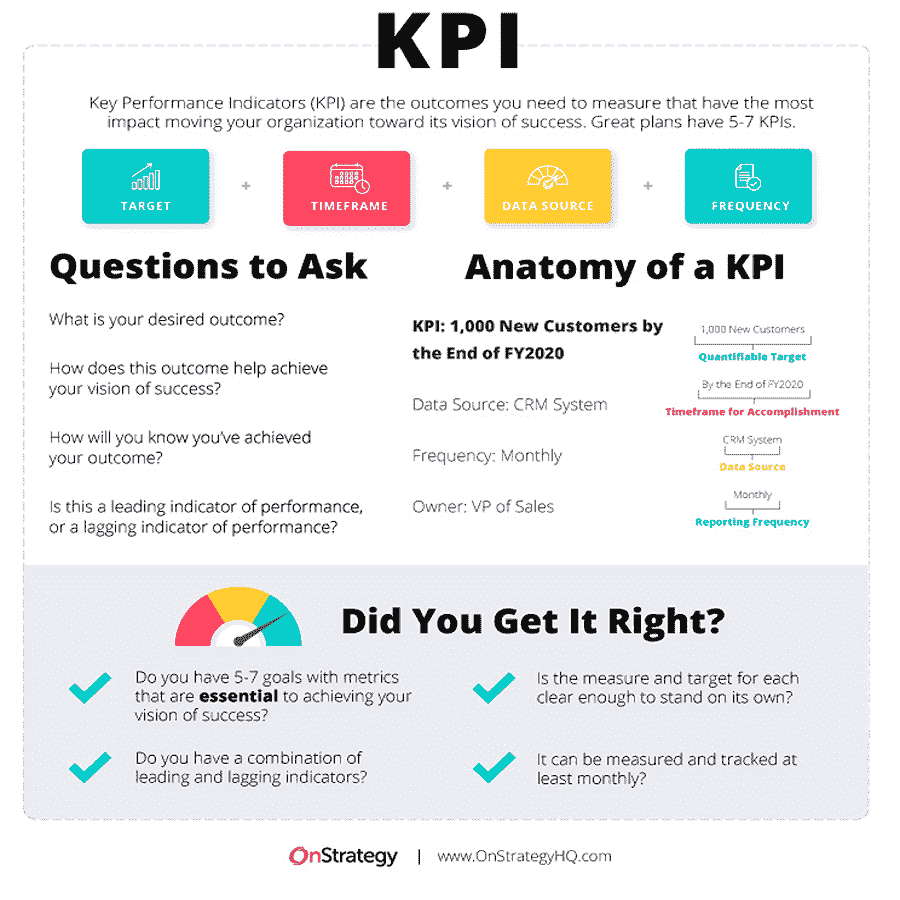 KPI
Key Performance Indicators (KPI) are the outcomes you need to measure that have the most
impact moving your organization toward its vision of success. Great plans have 5-7 KPIs.
TARGET
+
TIMEFRAME
+
DATA SOURCE
+
FREQUENCY
Questions to Ask
What is your desired outcome?
How does this outcome help achieve
your vision of success?
How will you know you've achieved
your outcome?
Is this a leading indicator of performance,
or a lagging indicator of performance?
Anatomy of a KPI
KPI: 1,000 New Customers by
the End of FY2020
Data Source: CRM System
Frequency: Monthly
Owner: VP of Sales
1,000 New Customers
Quantifiable Target
By the End of FY2020
Timeframe for Accomplishment
CRM System
Data Source
Monthly
Reporting Frequency
Did You Get It Right?
Do you have 5-7 goals with metrics
that are essential to achieving your
vision of success?
Do you have a combination of
leading and lagging indicators?
Is the measure and target for each
clear enough to stand on its own?
It can be measured and tracked at
least monthly?
OnStrategy | www.OnStrategyHQ.com